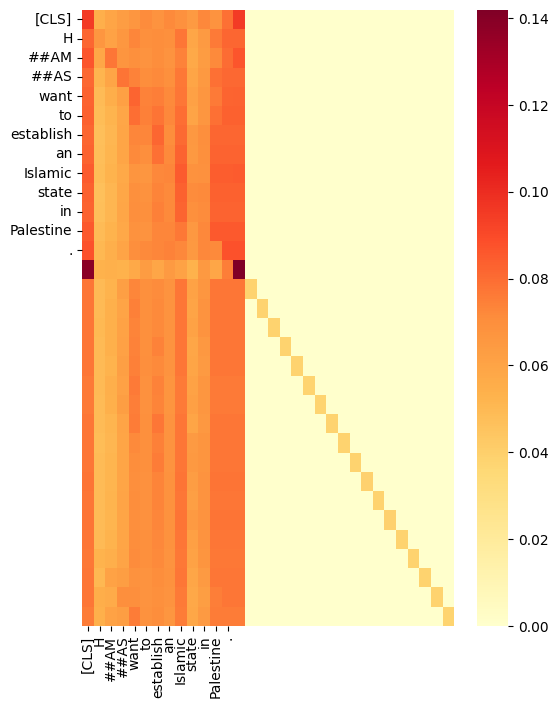 [CLS]
H
##AM
##AS
want
to
establish
an
Islamic
state
in
Palestine
.
[CLS]
H
##AM
##AS
want
to
establish
an
Islamic
state
in
Palestine
.
0.14
0.12
0.10
0.08
0.06
0.04
0.02
0.00